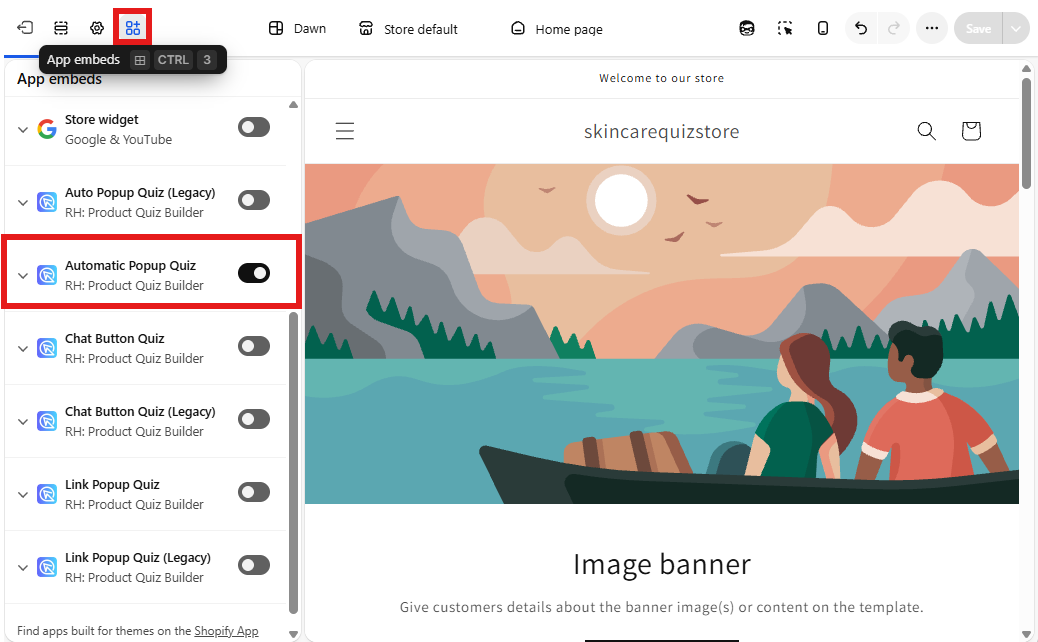 Dawn
Store default
Home page
Save
App embeds CTRL 3
App embeds
Store widget
Google & YouTube
Auto Popup Quiz (Legacy)
RH: Product Quiz Builder
Automatic Popup Quiz
RH: Product Quiz Builder
Chat Button Quiz
RH: Product Quiz Builder
Chat Button Quiz (Legacy)
RH: Product Quiz Builder
Link Popup Quiz
RH: Product Quiz Builder
Link Popup Quiz (Legacy)
RH: Product Quiz Builder
Find apps built for themes on the Shopify App
Welcome to our store
skincarequizstore
Image banner
Give customers details about the banner image(s) or content on the template.